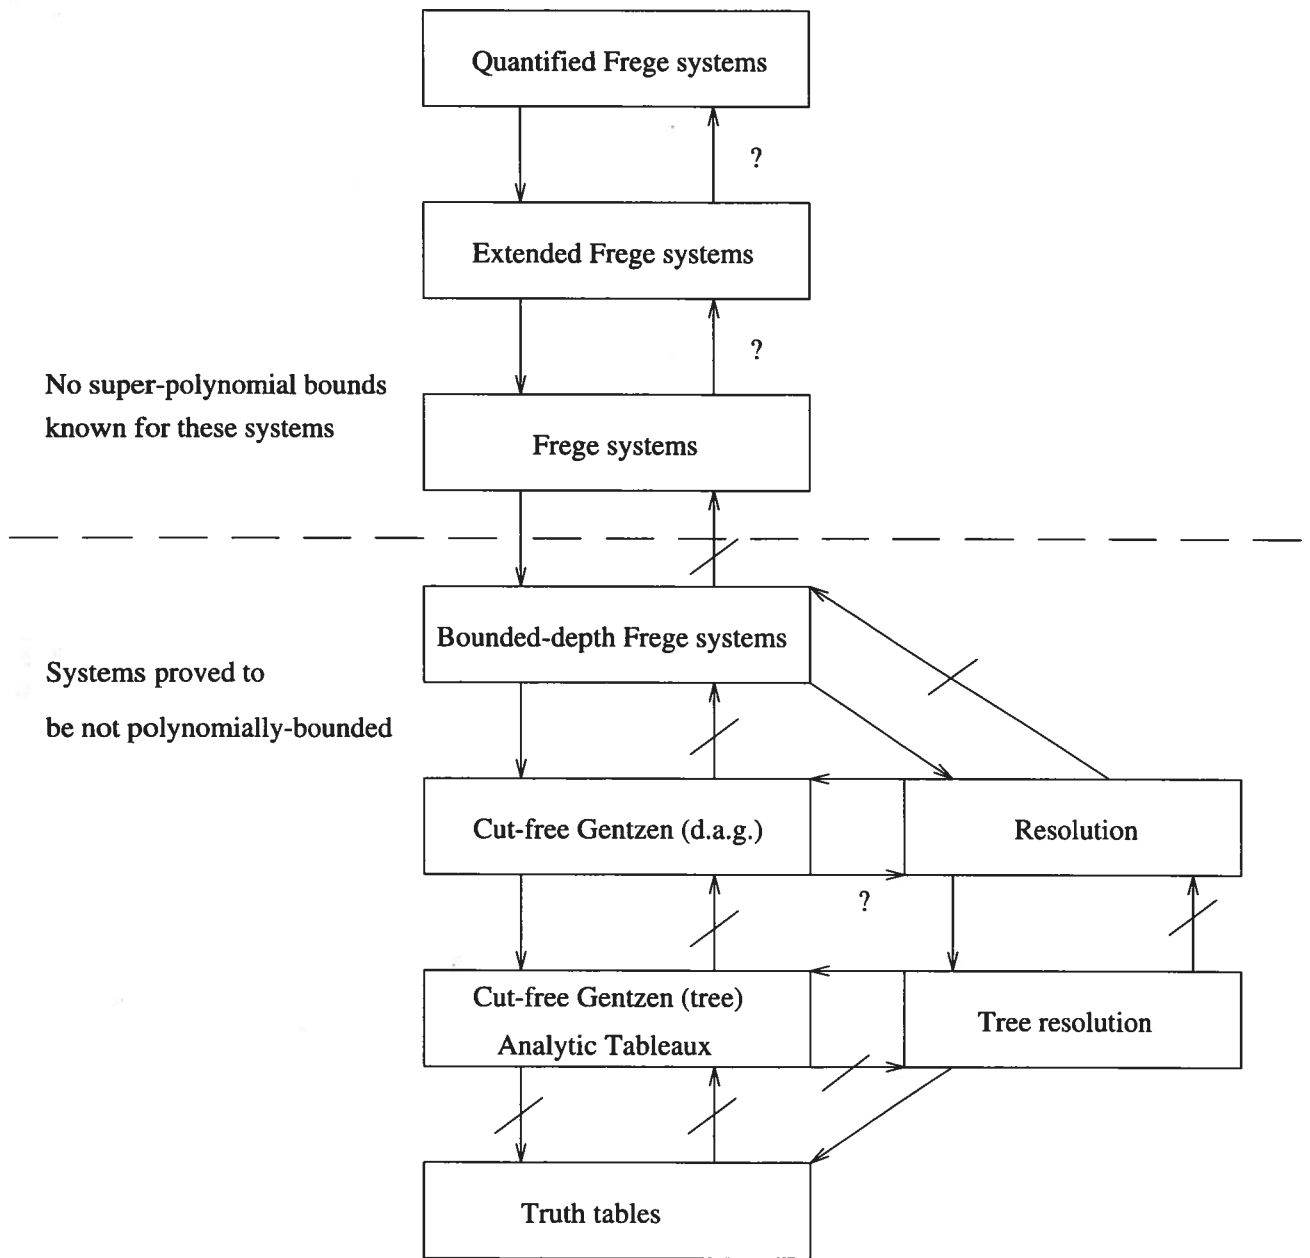 Quantified Frege systems
?
Extended Frege systems
?
No super-polynomial bounds
known for these systems
Frege systems
Bounded-depth Frege systems
Systems proved to
be not polynomially-bounded
Cut-free Gentzen (d.a.g.)
Resolution
?
Cut-free Gentzen (tree)
Analytic Tableaux
Tree resolution
Truth tables